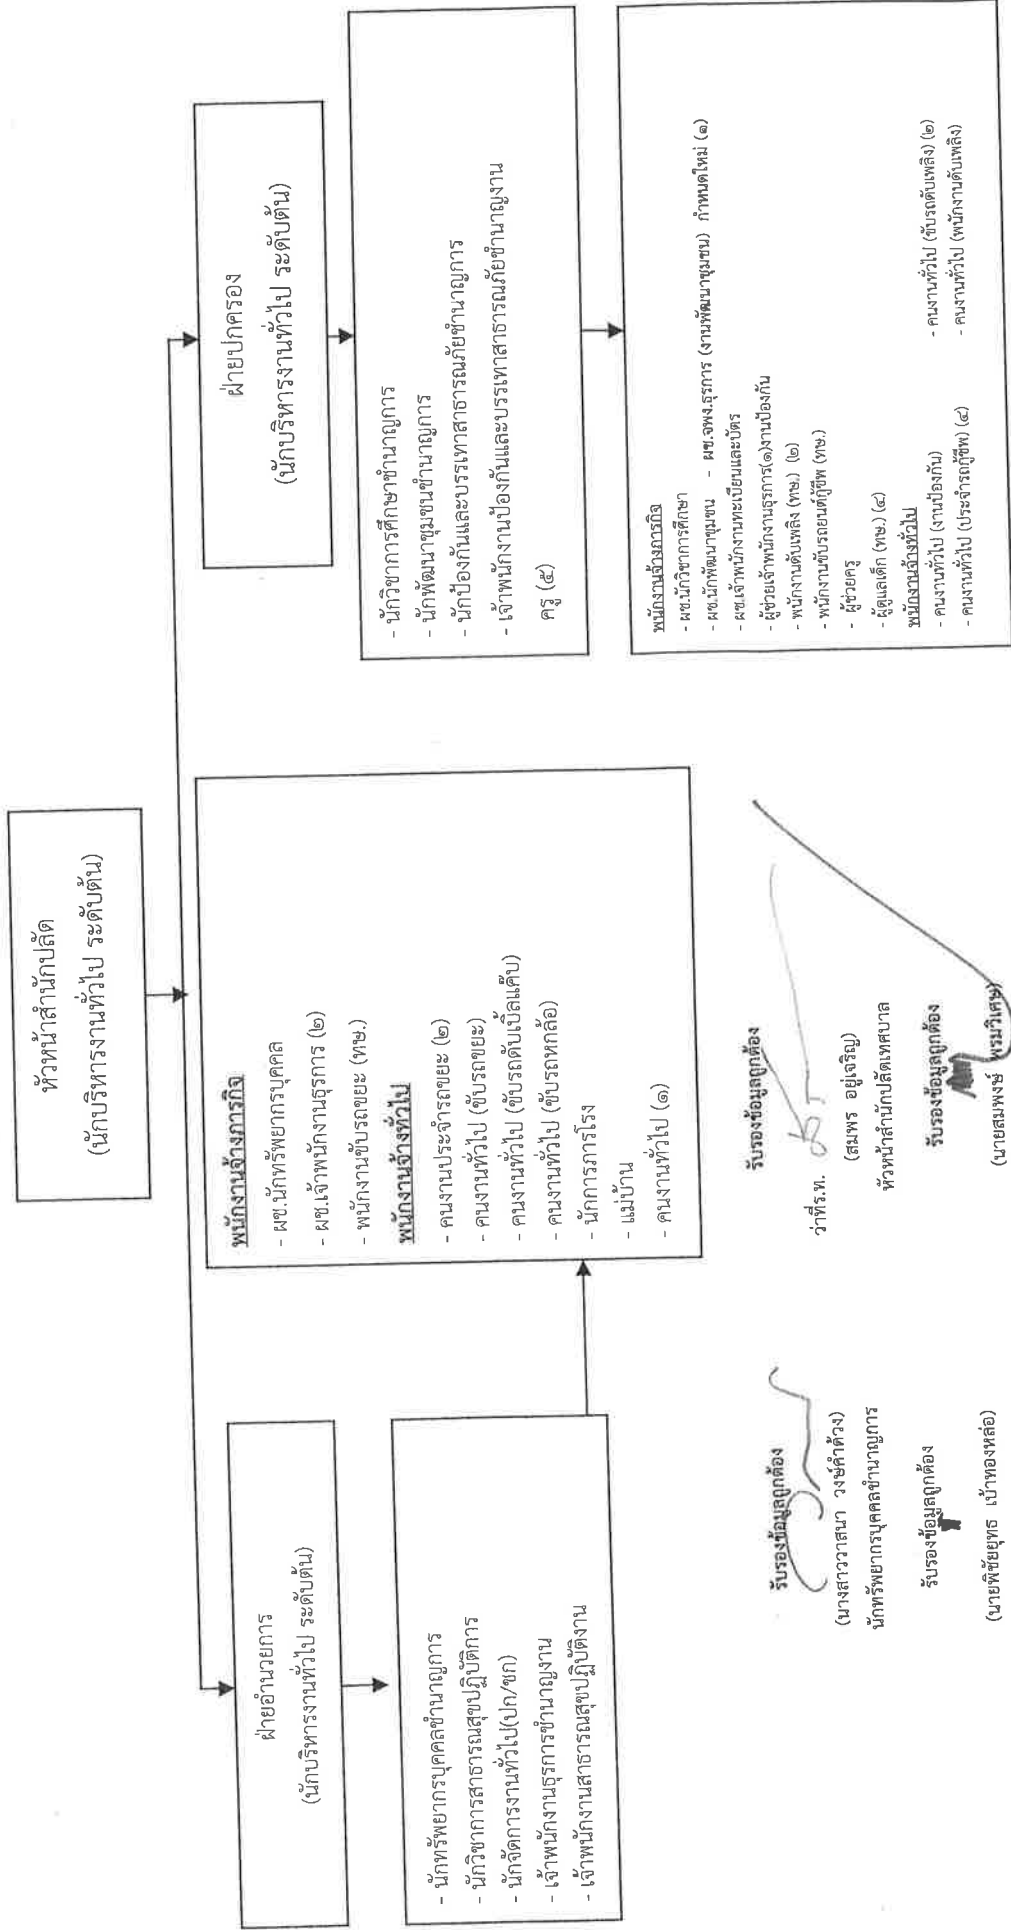 หัวหน้าสำนักปลัด
(นักบริหารงานทั่วไป ระดับต้น)
ฝ่ายอำนวยการ
(นักบริหารงานทั่วไป ระดับต้น)
- นักทรัพยากรบุคคลชำนาญการ
- นักวิชาการสาธารณสุขปฏิบัติการ
- นักจัดการงานทั่วไป(ปก/ชก)
- เจ้าพนักงานธุรการชำนาญงาน
- เจ้าพนักงานสาธารณสุขปฏิบัติงาน
พนักงานจ้างภารกิจ
- ผช.นักทรัพยากรบุคคล
- ผช.เจ้าพนักงานธุรการ (๒)
- พนักงานขับรถขยะ (ทษ.)
พนักงานจ้างทั่วไป
- คนงานประจำรถขยะ (๒)
- คนงานทั่วไป (ขับรถขยะ)
- คนงานทั่วไป (ขับรถดับเบิ้ลแค๊บ)
- คนงานทั่วไป (ขับรถหกล้อ)
- นักการภารโรง
- แม่บ้าน
- คนงานทั่วไป (๑)
ฝ่ายปกครอง
(นักบริหารงานทั่วไป ระดับต้น)
- นักวิชาการศึกษาชำนาญการ
- นักพัฒนาชุมชนชำนาญการ
- นักป้องกันและบรรเทาสาธารณภัยชำนาญการ
- เจ้าพนักงานป้องกันและบรรเทาสาธารณภัยชำนาญงาน
ครู (๕)
พนักงานจ้างภารกิจ
- ผช.นักวิชาการศึกษา
- ผช.นักพัฒนาชุมชน - ผช.จพง.ธุรการ (งานพัฒนาชุมชน) กำหนดใหม่ (๑)
- ผช.เจ้าพนักงานทะเบียนและบัตร
- ผู้ช่วยเจ้าพนักงานธุรการ(๑)งานป้องกัน
- พนักงานดับเพลิง (ทษ.) (๒)
- พนักงานขับรถยนต์กู้ชีพ (ทษ.)
- ผู้ช่วยครู
- ผู้ดูแลเด็ก (ทษ.) (๔)
พนักงานจ้างทั่วไป
- คนงานทั่วไป (งานป้องกัน) - คนงานทั่วไป (ขับรถดับเพลิง) (๒)
- คนงานทั่วไป (ประจำรถกู้ชีพ) (๔) - คนงานทั่วไป (พนักงานดับเพลิง)
รับรองข้อมูลถูกต้อง
(นางสาววาสนา วงษ์คำด้วง)
นักทรัพยากรบุคคลชำนาญการ
รับรองข้อมูลถูกต้อง
(นายพิชัยยุทธ เบ้าทองหล่อ)
รับรองข้อมูลถูกต้อง
ว่าที่ร.ท.
(สมพร อยู่เจริญ)
หัวหน้าสำนักปลัดเทศบาล
รับรองข้อมูลถูกต้อง
(นายสมพงษ์ พรมวิเศษ)